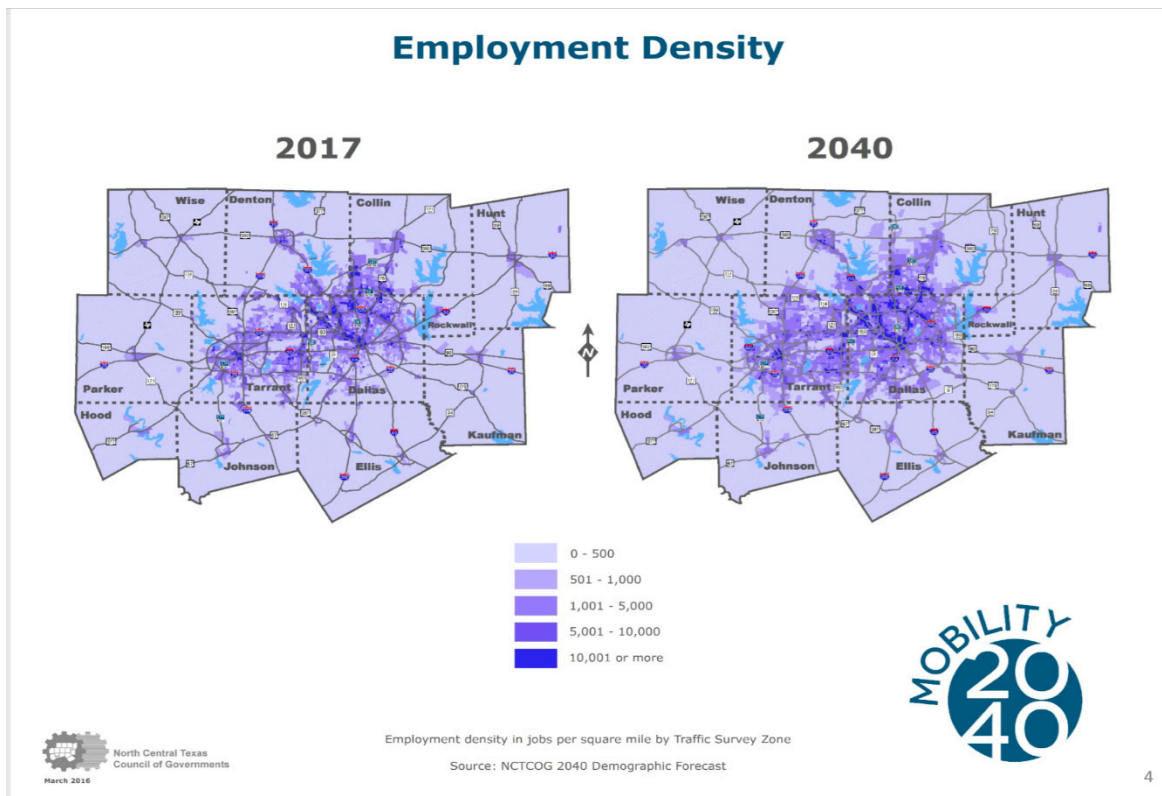 Employment Density
2017
2040
Wise
Denton
Collin
Hunt
Rockwall
Parker
Tarrant
Dallas
Hood
Kaufman
Johnson
Ellis
Wise
Denton
Collin
Hunt
Rockwall
Parker
Tarrant
Dallas
Hood
Kaufman
Johnson
Ellis
N
0 - 500
501 - 1,000
1,001 - 5,000
5,001 - 10,000
10,001 or more
MOBILITY
20
40
North Central Texas
Council of Governments
March 2016
Employment density in jobs per square mile by Traffic Survey Zone
Source: NCTCOG 2040 Demographic Forecast
4